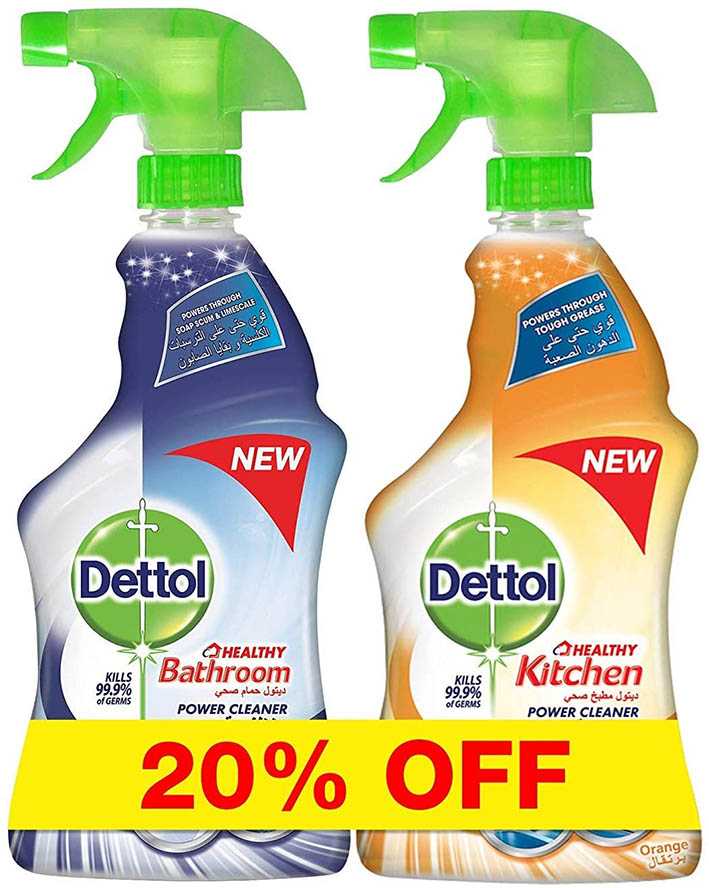 POWERS THROUGH
SOAP SCUM & LIMESCALE
قوي حتى على الترسبات
الكلسية و بقايا الصابون
NEW
Dettol
HEALTHY
Bathroom
ديتول حمام صحي
KILLS
99.9%
of GERMS
POWER CLEANER
POWERS THROUGH
TOUGH GREASE
قوي حتى على
الدهون الصعبة
NEW
Dettol
HEALTHY
Kitchen
ديتول مطبخ صحي
KILLS
99.9%
of GERMS
POWER CLEANER
20% OFF
Orange
برتقال